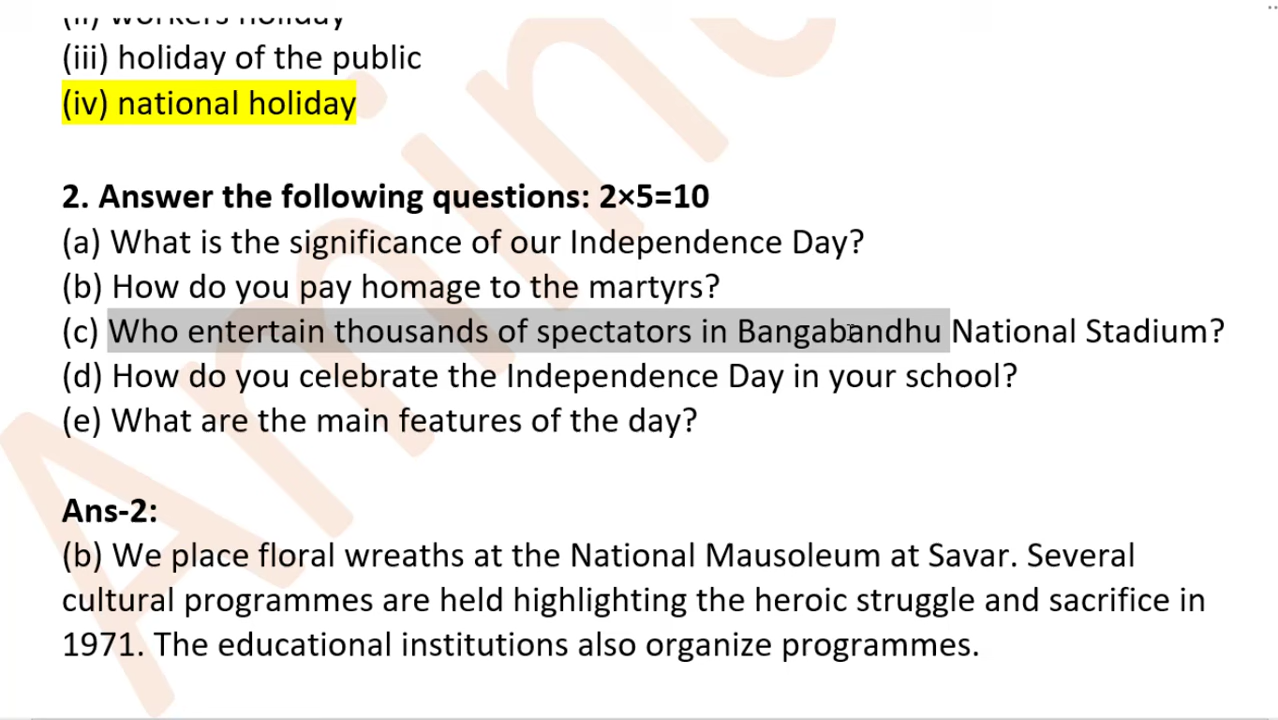 (ii) workers holiday
(iii) holiday of the public
(iv) national holiday
2. Answer the following questions: 2×5=10
(a) What is the significance of our Independence Day?
(b) How do you pay homage to the martyrs?
(c) Who entertain thousands of spectators in Bangabandhu National Stadium?
(d) How do you celebrate the Independence Day in your school?
(e) What are the main features of the day?
Ans-2:
(b) We place floral wreaths at the National Mausoleum at Savar. Several
cultural programmes are held highlighting the heroic struggle and sacrifice in
1971. The educational institutions also organize programmes.